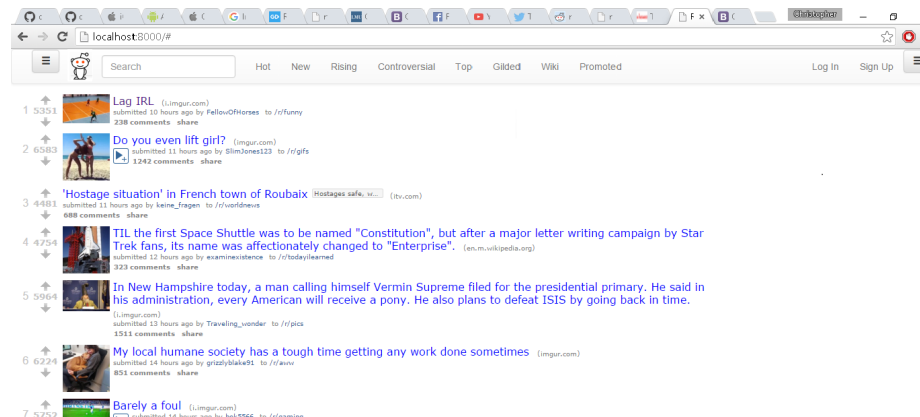 Christopher
localhost:8000/#
Search Hot New Rising Controversial Top Gilded Wiki Promoted Log In Sign Up
1 5351 Lag IRL (i.imgur.com)
submitted 10 hours ago by FellowOfHorses to /r/funny
238 comments share
2 6583 Do you even lift girl? (imgur.com)
submitted 11 hours ago by SlimJones123 to /r/gifs
1242 comments share
'Hostage situation' in French town of Roubaix Hostages safe, w... (itv.com)
3 4481 submitted 11 hours ago by keine_fragen to /r/worldnews
688 comments share
TIL the first Space Shuttle was to be named "Constitution", but after a major letter writing campaign by Star
4 4754 Trek fans, its name was affectionately changed to "Enterprise". (en.m.wikipedia.org)
submitted 12 hours ago by examinexistence to /r/todayilearned
323 comments share
In New Hampshire today, a man calling himself Vermin Supreme filed for the presidential primary. He said in
5 5964 his administration, every American will receive a pony. He also plans to defeat ISIS by going back in time.
(i.imgur.com)
submitted 13 hours ago by Traveling_wonder to /r/pics
1511 comments share
My local humane society has a tough time getting any work done sometimes (imgur.com)
6 6224 submitted 14 hours ago by grizzlyblake91 to /r/aww
851 comments share
Barely a foul (i.imgur.com)
7 5752 submitted 14 hours ago by